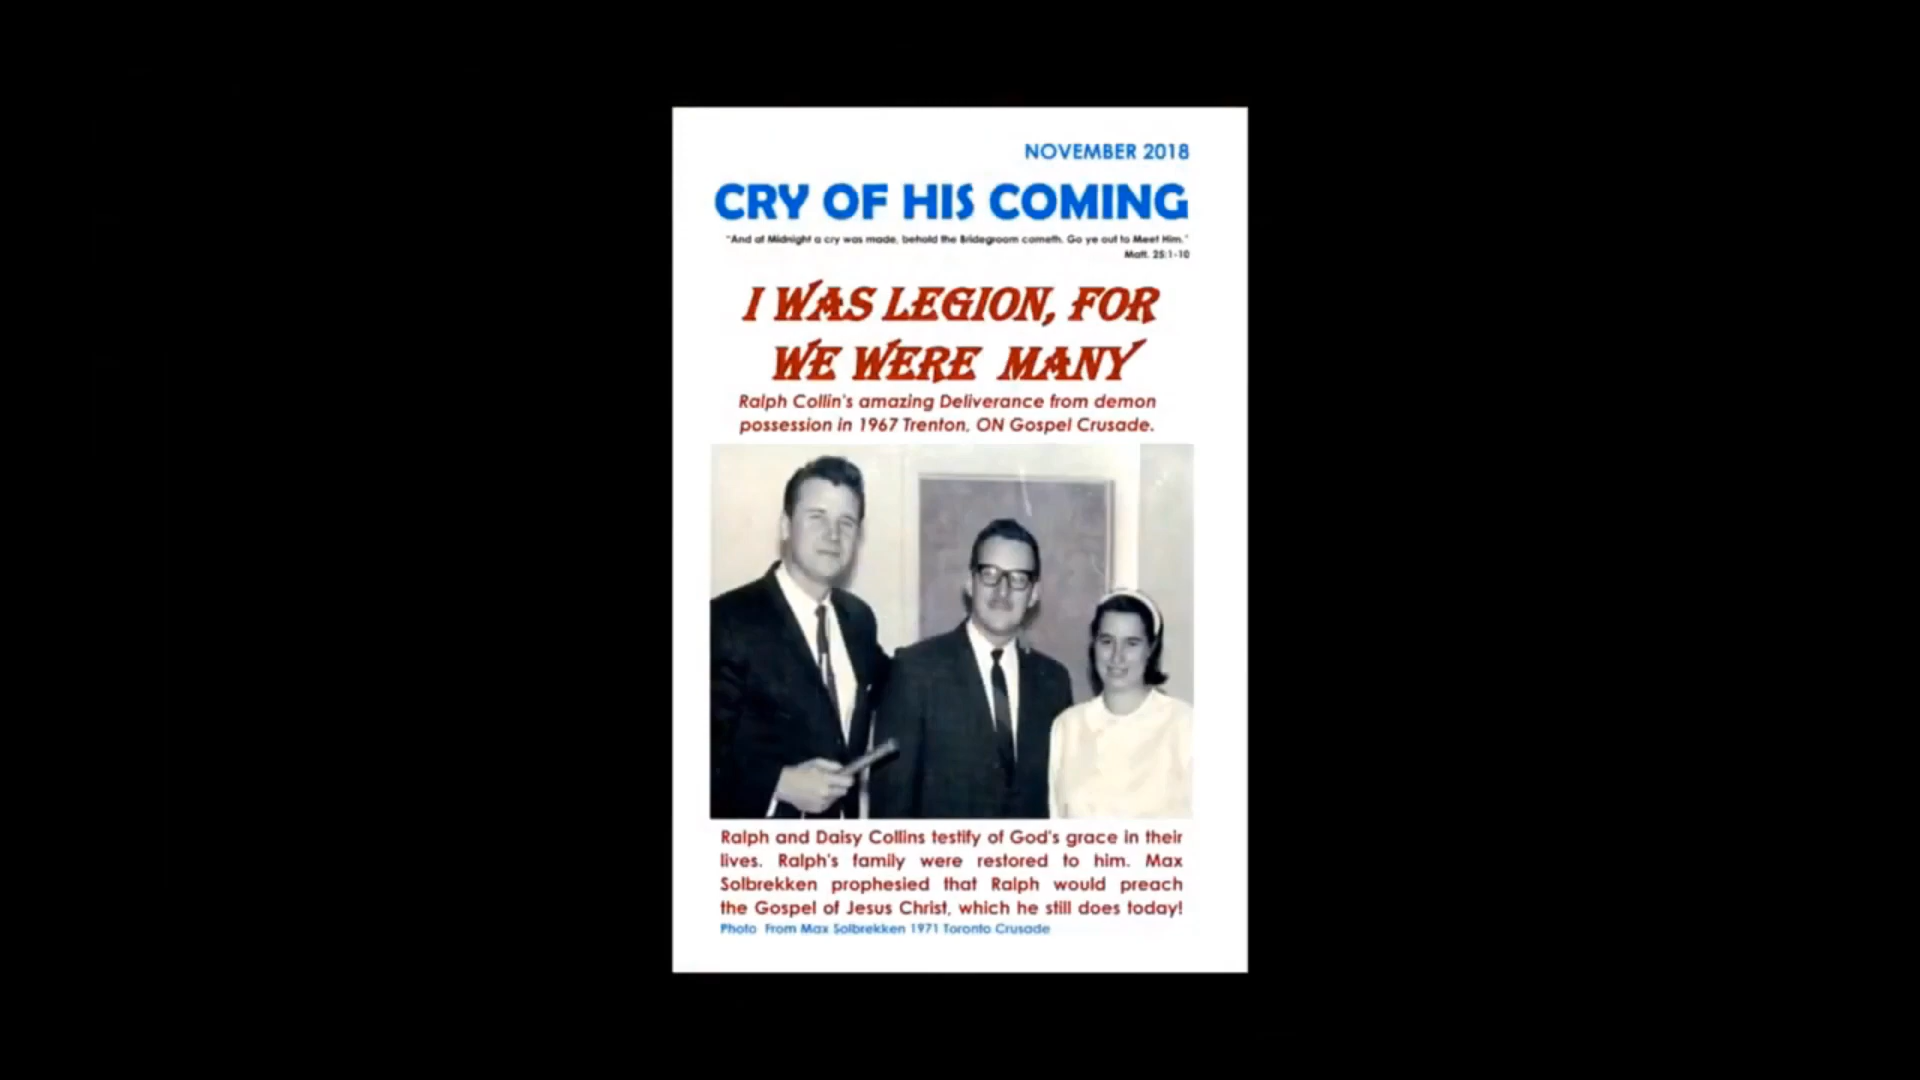 NOVEMBER 2018
CRY OF HIS COMING
"And at Midnight a cry was made, behold the Bridegroom cometh. Go ye out to Meet Him."
Matt. 25:1-10
I WAS LEGION, FOR
WE WERE MANY
Ralph Collin's amazing Deliverance from demon
possession in 1967 Trenton, ON Gospel Crusade.
Ralph and Daisy Collins testify of God's grace in their
lives. Ralph's family were restored to him. Max
Solbrekken prophesied that Ralph would preach
the Gospel of Jesus Christ, which he still does today!
Photo From Max Solbrekken 1971 Toronto Crusade